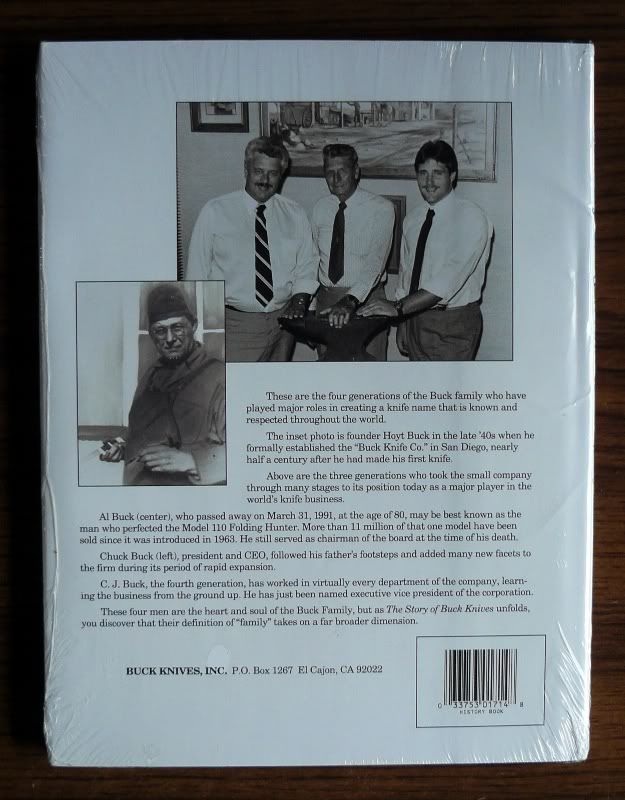 These are the four generations of the Buck family who have
played major roles in creating a knife name that is known and
respected throughout the world.
The inset photo is founder Hoyt Buck in the late '40s when he
formally established the "Buck Knife Co." in San Diego, nearly
half a century after he had made his first knife.
Above are the three generations who took the small company
through many stages to its position today as a major player in the
world's knife business.
Al Buck (center), who passed away on March 31, 1991, at the age of 80, may be best known as the
man who perfected the Model 110 Folding Hunter. More than 11 million of that one model have been
sold since it was introduced in 1963. He still served as chairman of the board at the time of his death.
Chuck Buck (left), president and CEO, followed his father's footsteps and added many new facets to
the firm during its period of rapid expansion.
C. J. Buck, the fourth generation, has worked in virtually every department of the company, learn-
ing the business from the ground up. He has just been named executive vice president of the corporation.
These four men are the heart and soul of the Buck Family, but as The Story of Buck Knives unfolds,
you discover that their definition of "family" takes on a far broader dimension.
BUCK KNIVES, INC. P.O. Box 1267 El Cajon, CA 92022
0 33753 01714 8
HISTORY BOOK